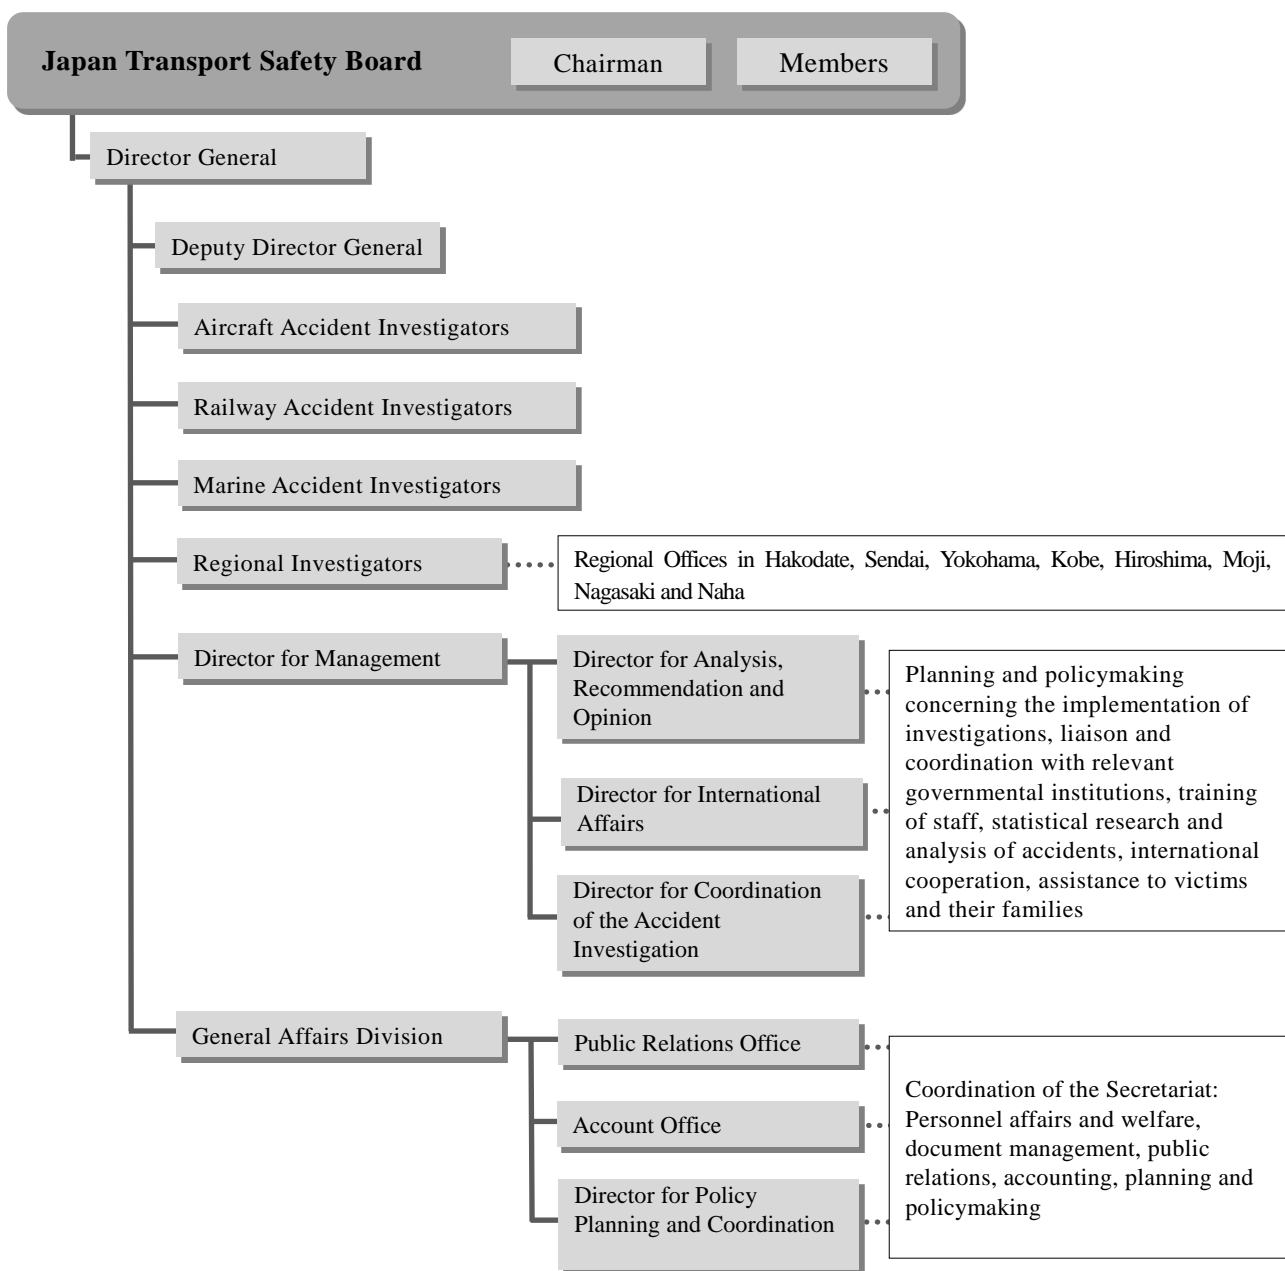 Japan Transport Safety Board
Chairman
Members
Director General
Deputy Director General
Aircraft Accident Investigators
Railway Accident Investigators
Marine Accident Investigators
Regional Investigators
Regional Offices in Hakodate, Sendai, Yokohama, Kobe, Hiroshima, Moji,
Nagasaki and Naha
Director for Management
Director for Analysis,
Recommendation and
Opinion
Director for International
Affairs
Director for Coordination
of the Accident
Investigation
Planning and policymaking
concerning the implementation of
investigations, liaison and
coordination with relevant
governmental institutions, training
of staff, statistical research and
analysis of accidents, international
cooperation, assistance to victims
and their families
General Affairs Division
Public Relations Office
Account Office
Director for Policy
Planning and Coordination
Coordination of the Secretariat:
Personnel affairs and welfare,
document management, public
relations, accounting, planning and
policymaking